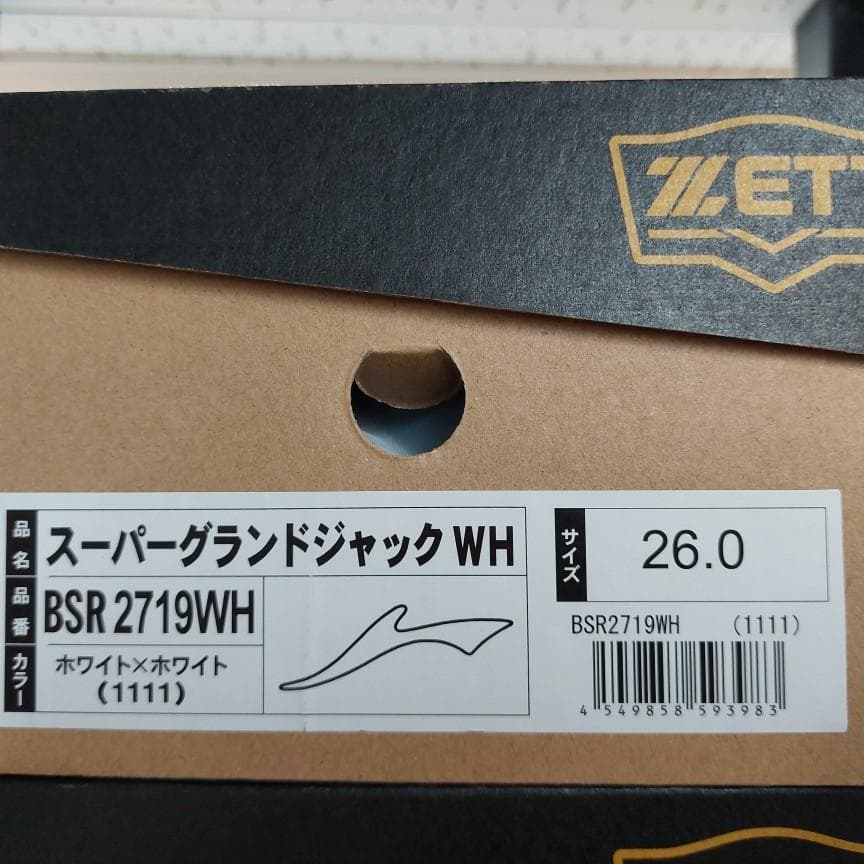 ZETT
品名 スーパーグランドジャック WH
品番 BSR 2719WH
カラー ホワイト×ホワイト
(1111)
サイズ 26.0
BSR2719WH (1111)
4 549858 593983